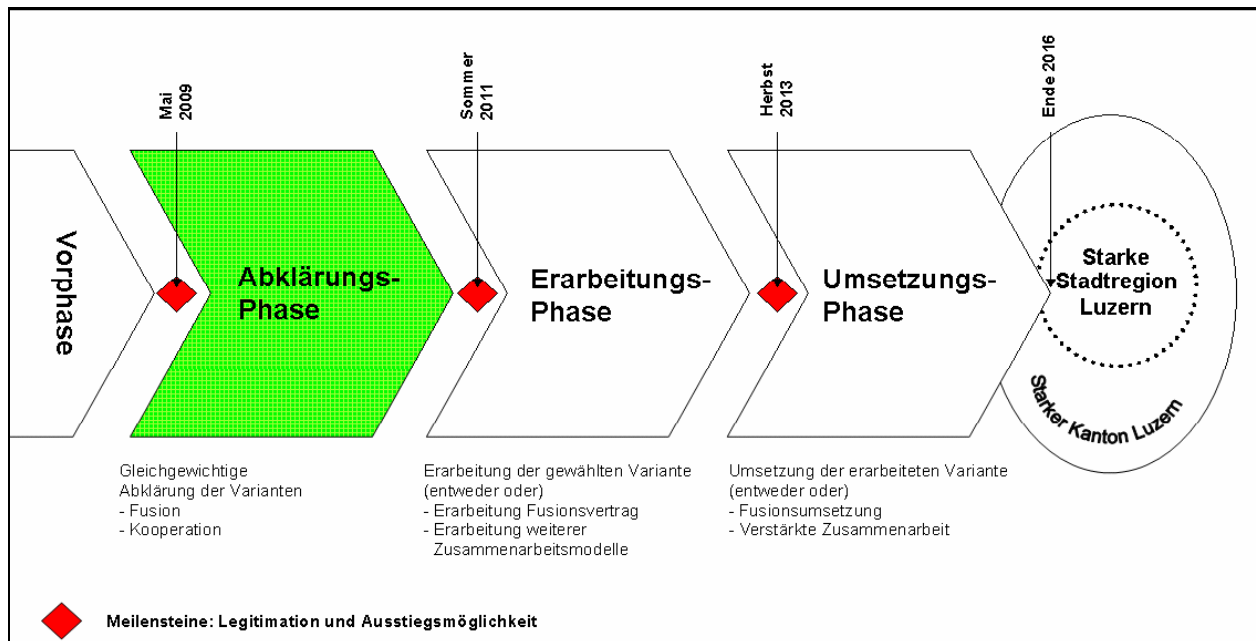 Mai
2009
Sommer
2011
Herbst
2013
Ende 2016
Vorphase
Abklärungs-
Phase
Erarbeitungs-
Phase
Umsetzungs-
Phase
Starke
Stadtregion
Luzern
Starker Kanton Luzern
Gleichgewichtige
Abklärung der Varianten
- Fusion
- Kooperation
Erarbeitung der gewählten Variante
(entweder oder)
- Erarbeitung Fusionsvertrag
- Erarbeitung weiterer
Zusammenarbeitsmodelle
Umsetzung der erarbeiteten Variante
(entweder oder)
- Fusionsumsetzung
- Verstärkte Zusammenarbeit
Meilensteine: Legitimation und Ausstiegsmöglichkeit